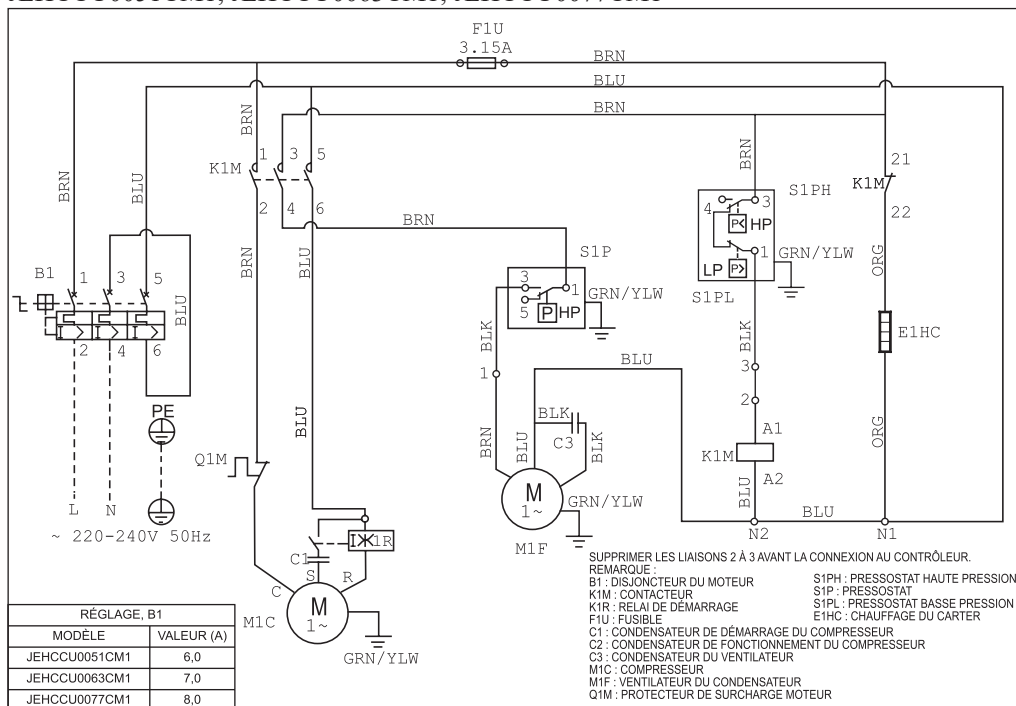 F1U
3.15A
BRN
BLU
BRN
BRN
BLU
BRN
BRN
K1M
1 3 5
2 4 6
BRN
BRN
BLU
B1
1 3 5
2 4 6
BLU
PE
L N
~ 220-240V 50Hz
S1P
3
1
5
P HP
GRN/YLW
BLK
1
BRN
BLU
BLK
C3
BLK
M
1~
M1F
GRN/YLW
BLU
S1PH
4 3
P< HP
1
LP P>
S1PL
GRN/YLW
BLK
3
2
A1
K1M
A2
BLU
N2
BLU
N1
21
K1M
22
ORG
E1HC
ORG
Q1M
BLU
C1
1R
S
R
C
M1C
M
1~
GRN/YLW
SUPPRIMER LES LIAISONS 2 À 3 AVANT LA CONNEXION AU CONTRÔLEUR.
REMARQUE :
B1 : DISJONCTEUR DU MOTEUR
K1M : CONTACTEUR
K1R : RELAI DE DÉMARRAGE
F1U : FUSIBLE
C1 : CONDENSATEUR DE DÉMARRAGE DU COMPRESSEUR
C2 : CONDENSATEUR DE FONCTIONNEMENT DU COMPRESSEUR
C3 : CONDENSATEUR DU VENTILATEUR
M1C : COMPRESSEUR
M1F : VENTILATEUR DU CONDENSATEUR
Q1M : PROTECTEUR DE SURCHARGE MOTEUR
S1PH : PRESSOSTAT HAUTE PRESSION
S1P : PRESSOSTAT
S1PL : PRESSOSTAT BASSE PRESSION
E1HC : CHAUFFAGE DU CARTER
RÉGLAGE, B1
MODÈLE VALEUR (A)
JEHCCU0051CM1 6,0
JEHCCU0063CM1 7,0
JEHCCU0077CM1 8,0